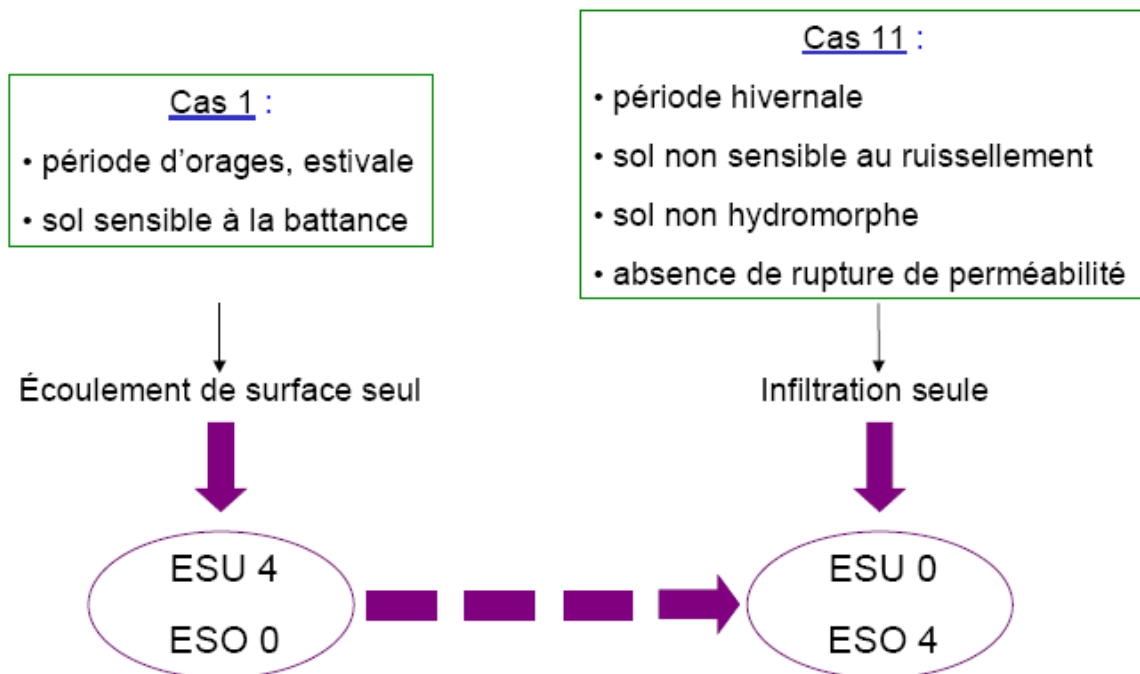 Cas 1 :
• période d'orages, estivale
• sol sensible à la battance
Écoulement de surface seul
ESU 4
ESO 0
Cas 11 :
• période hivernale
• sol non sensible au ruissellement
• sol non hydromorphe
• absence de rupture de perméabilité
Infiltration seule
ESU 0
ESO 4